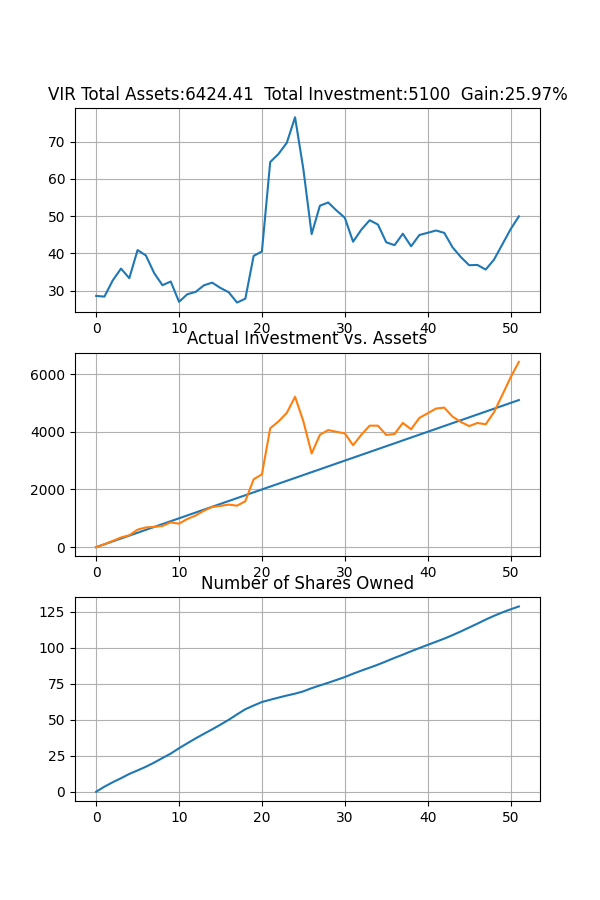 VIR Total Assets:6424.41  Total Investment:5100  Gain:25.97%
70
60
50
40
30
0 10 20 30 40 50
Actual Investment vs. Assets
6000
4000
2000
0
0 10 20 30 40 50
Number of Shares Owned
125
100
75
50
25
0
0 10 20 30 40 50